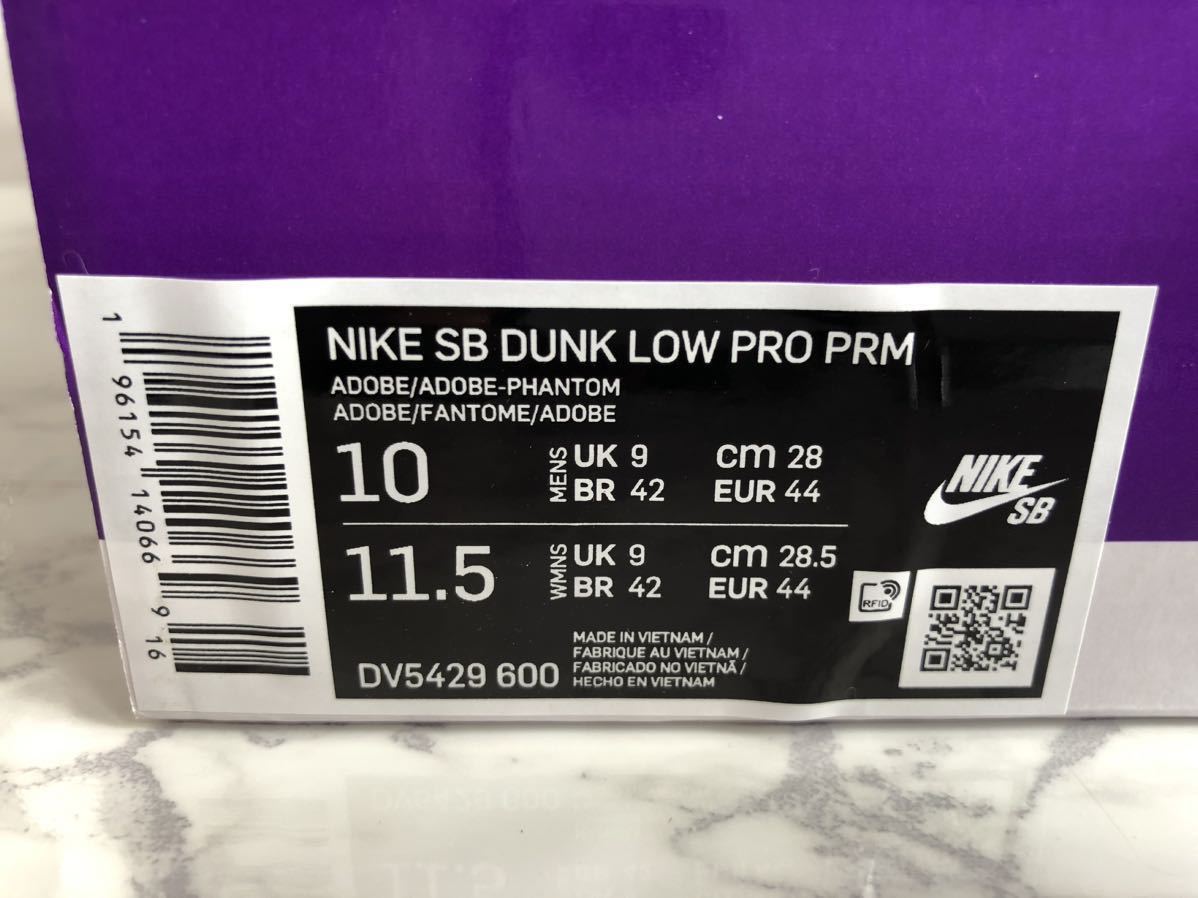 1 96154 14066 9 16
NIKE SB DUNK LOW PRO PRM
ADOBE/ADOBE-PHANTOM
ADOBE/FANTOME/ADOBE
10
MENS
UK 9 cm 28
BR 42 EUR 44
11.5
WMNS
UK 9 cm 28.5
BR 42 EUR 44
NIKE
SB
RFID
DV5429 600
MADE IN VIETNAM /
FABRIQUE AU VIETNAM /
FABRICADO NO VIETNÃ /
HECHO EN VIETNAM